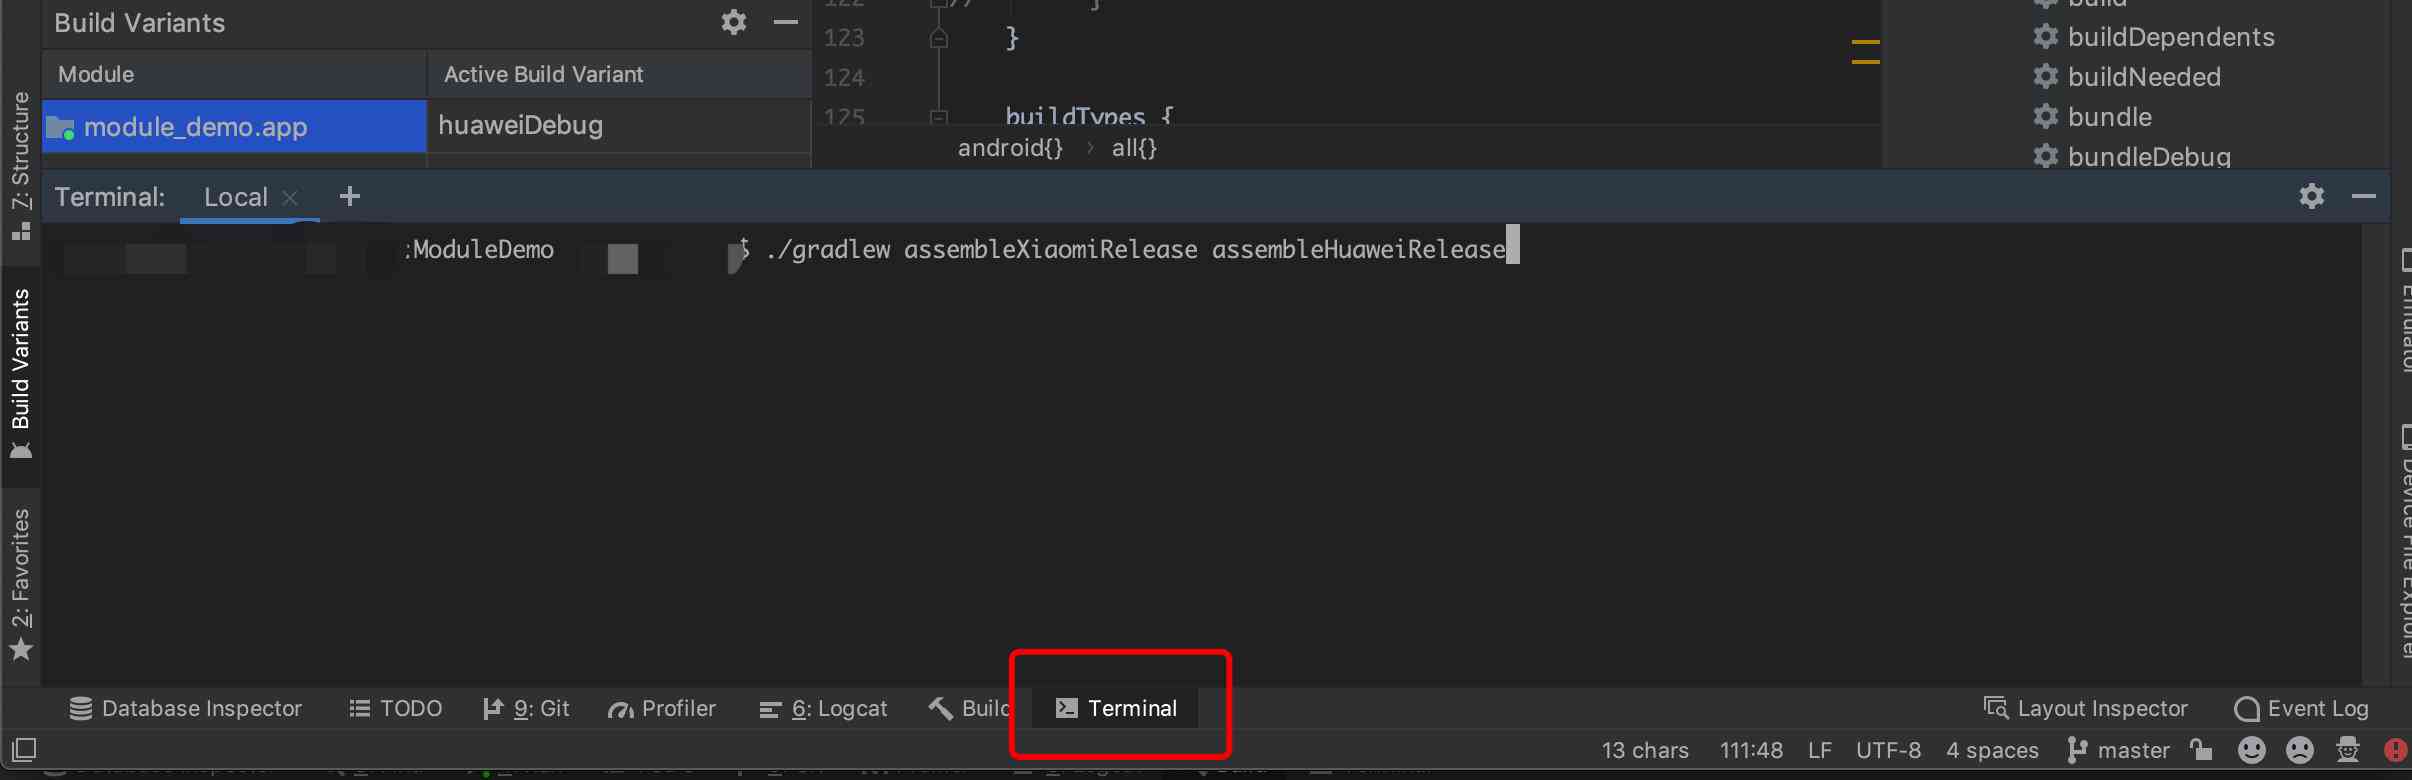 Build Variants
Module
Active Build Variant
module_demo.app
huaweiDebug
123
}
124
125
buildTypes {
android{} › all{}
build
buildDependents
buildNeeded
bundle
bundleDebug
Terminal:
Local
:ModuleDemo
$ ./gradlew assembleXiaomiRelease assembleHuaweiRelease
7: Structure
Build Variants
2: Favorites
Emulator
Device File Explorer
Database Inspector
TODO
9: Git
Profiler
6: Logcat
Build
Terminal
Layout Inspector
Event Log
13 chars
111:48
LF
UTF-8
4 spaces
master